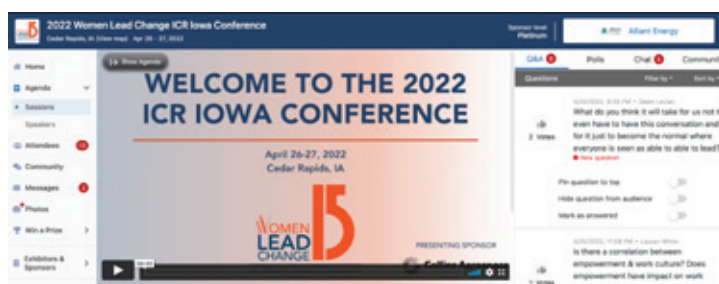 2022 Women Lead Change ICR Iowa Conference
Cedar Rapids, IA (View map) Apr 26 - 27, 2022
Sponsor level
Platinum
Alliant Energy
Home
Agenda
Sessions
Speakers
Attendees
Community
Messages
Photos
Win a Prize
Exhibitors &
Sponsors
Show Agenda
WELCOME TO THE 2022
ICR IOWA CONFERENCE
April 26-27, 2022
Cedar Rapids, IA
WOMEN
LEAD
CHANGE
15
PRESENTING SPONSOR
Collins Aerospace
Q&A
Polls
Chat
Communit
Questions
Filter by
Sort by
What do you think it will take for us not t
even have to have this conversation and
2 votes
for it just to become the normal where
everyone is seen as able to able to lead?
New question
Pin question to top
Hide question from audience
Mark as answered
Is there a correlation between
empowerment & work culture? Does
empowerment have impact on work